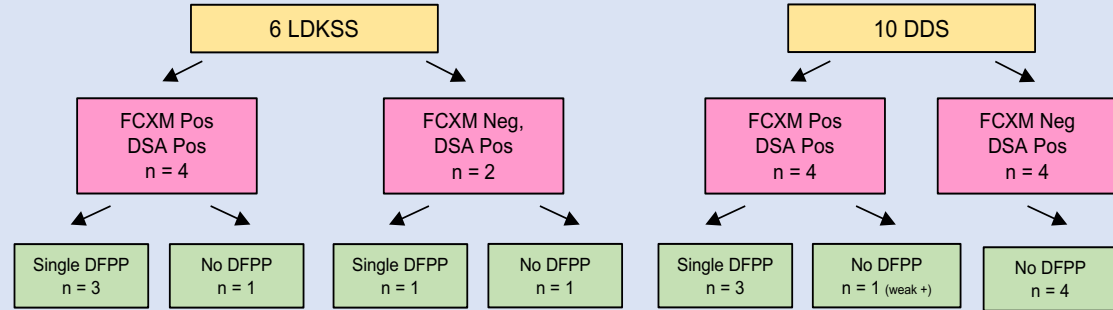 6 LDKSS
10 DDS
FCXM Pos
DSA Pos
n = 4
FCXM Neg,
DSA Pos
n = 2
FCXM Pos
DSA Pos
n = 4
FCXM Neg
DSA Pos
n = 4
Single DFPP
n = 3
No DFPP
n = 1
Single DFPP
n = 1
No DFPP
n = 1
Single DFPP
n = 3
No DFPP
n = 1 (weak +)
No DFPP
n = 4